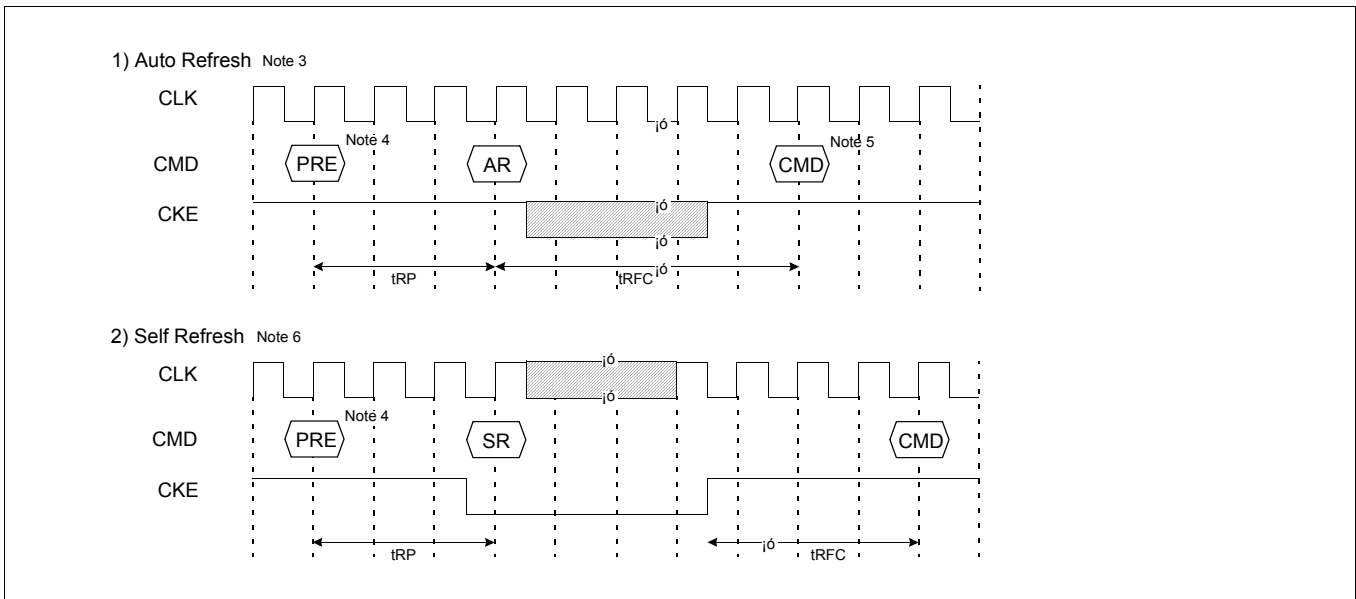 1) Auto Refresh Note 3
CLK
¡ó
CMD
PRE
Note 4
AR
CMD
Note 5
CKE
¡ó
¡ó
tRP
tRFC
¡ó
2) Self Refresh Note 6
CLK
¡ó
¡ó
CMD
PRE
Note 4
SR
CMD
CKE
tRP
¡ó
tRFC